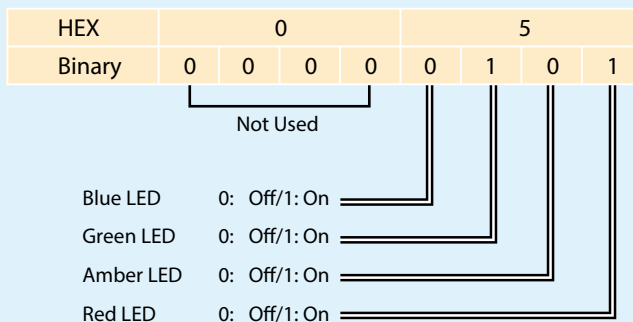 HEX 0 5
Binary 0 0 0 0 0 1 0 1
Not Used
Blue LED 0: Off/1: On
Green LED 0: Off/1: On
Amber LED 0: Off/1: On
Red LED 0: Off/1: On